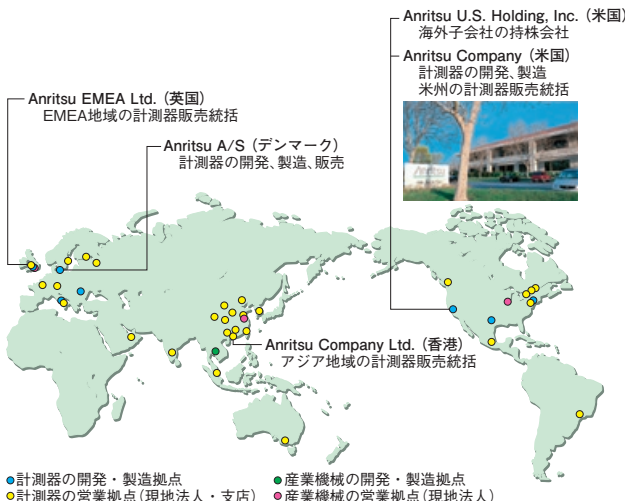 Anritsu U.S. Holding, Inc.（米国）
海外子会社の持株会社
Anritsu Company（米国）
計測器の開発、製造
米州の計測器販売統括
Anritsu EMEA Ltd.（英国）
EMEA地域の計測器販売統括
Anritsu A/S（デンマーク）
計測器の開発、製造、販売
Anritsu
Anritsu Company Ltd.（香港）
アジア地域の計測器販売統括
●計測器の開発・製造拠点
●計測器の営業拠点（現地法人・支店）
●産業機械の開発・製造拠点
●産業機械の営業拠点（現地法人）